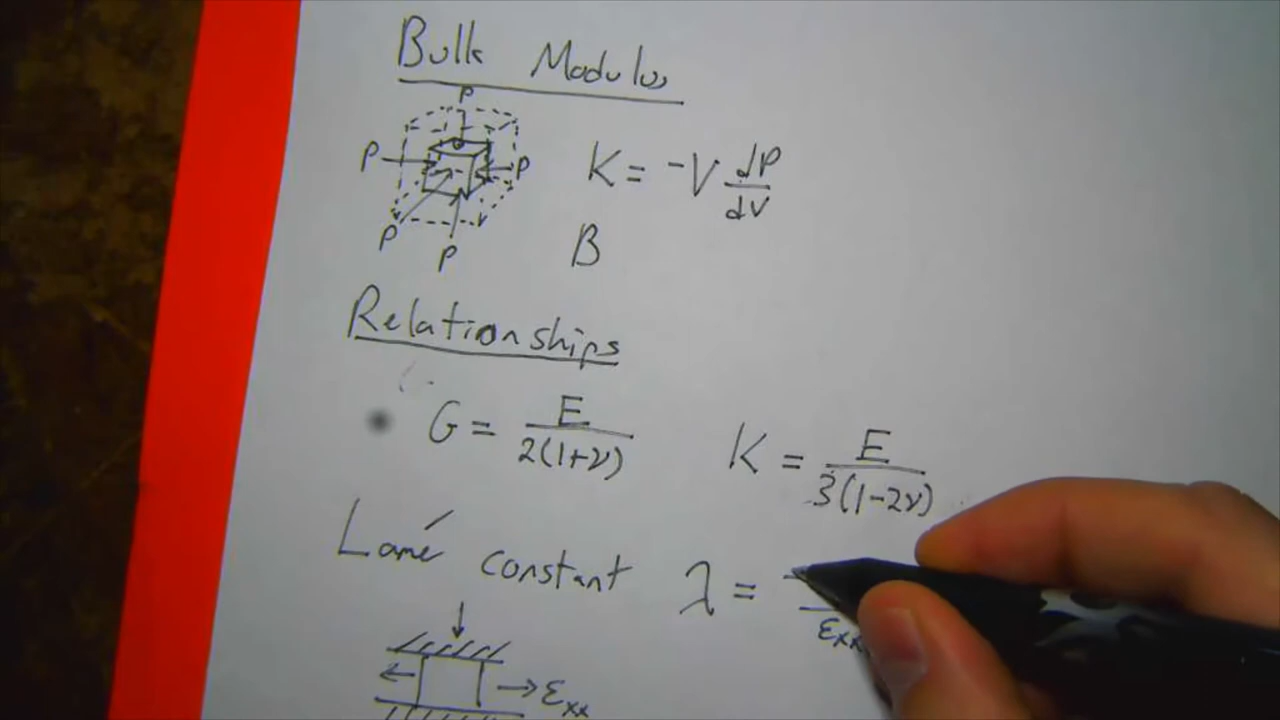 Bulk Modulus
P
P P
K = -V dP/dV
P
P
B
Relationships
G = E/2(1+ν) K = E/3(1-2ν)
Lamé constant λ =
εxx
εxx